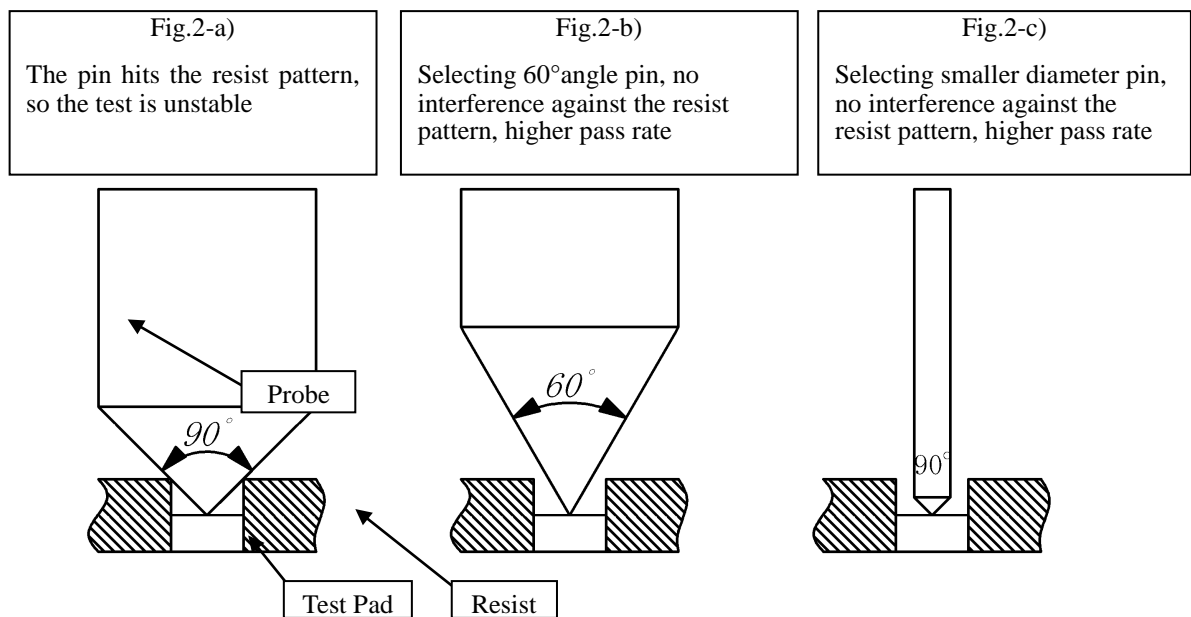 Fig.2-a)
The pin hits the resist pattern,
so the test is unstable
Fig.2-b)
Selecting 60°angle pin, no
interference against the resist
pattern, higher pass rate
Fig.2-c)
Selecting smaller diameter pin,
no interference against the
resist pattern, higher pass rate
Probe
90°
60°
90°
Test Pad
Resist